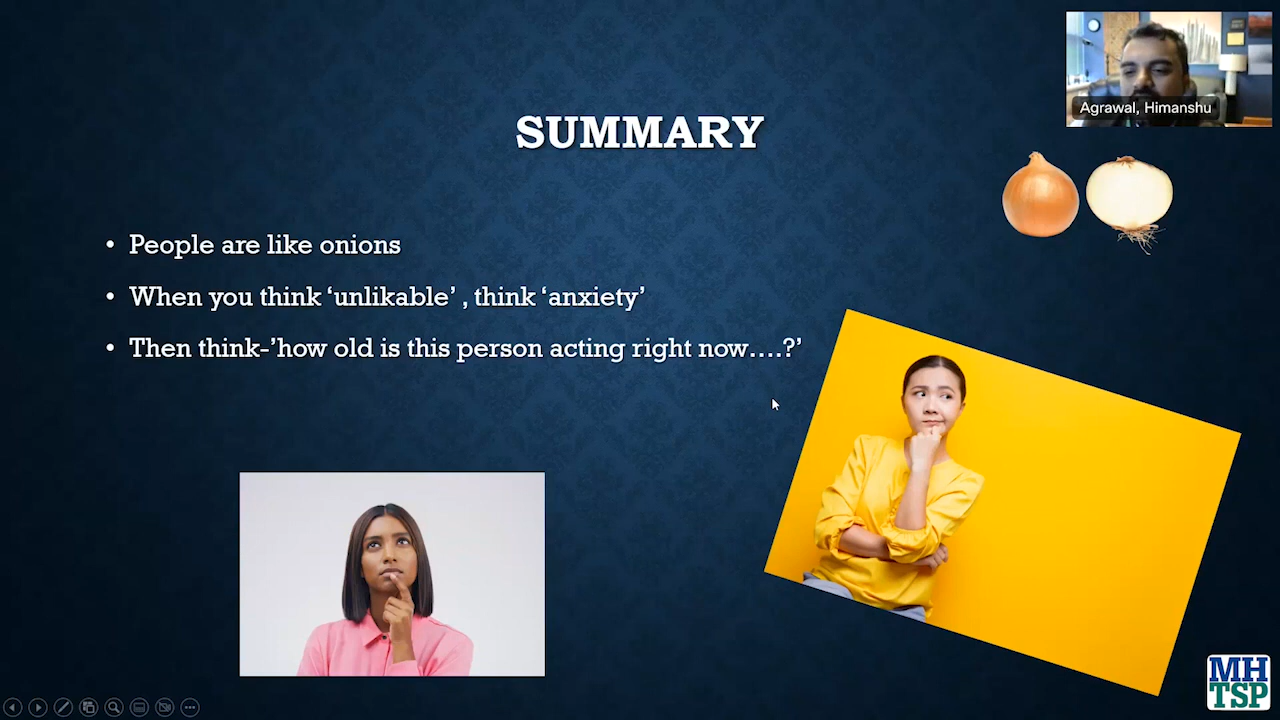 Agrawal, Himanshu
SUMMARY
• People are like onions
• When you think ‘unlikable’ , think ‘anxiety’
• Then think-’how old is this person acting right now....?’
MH
TSP